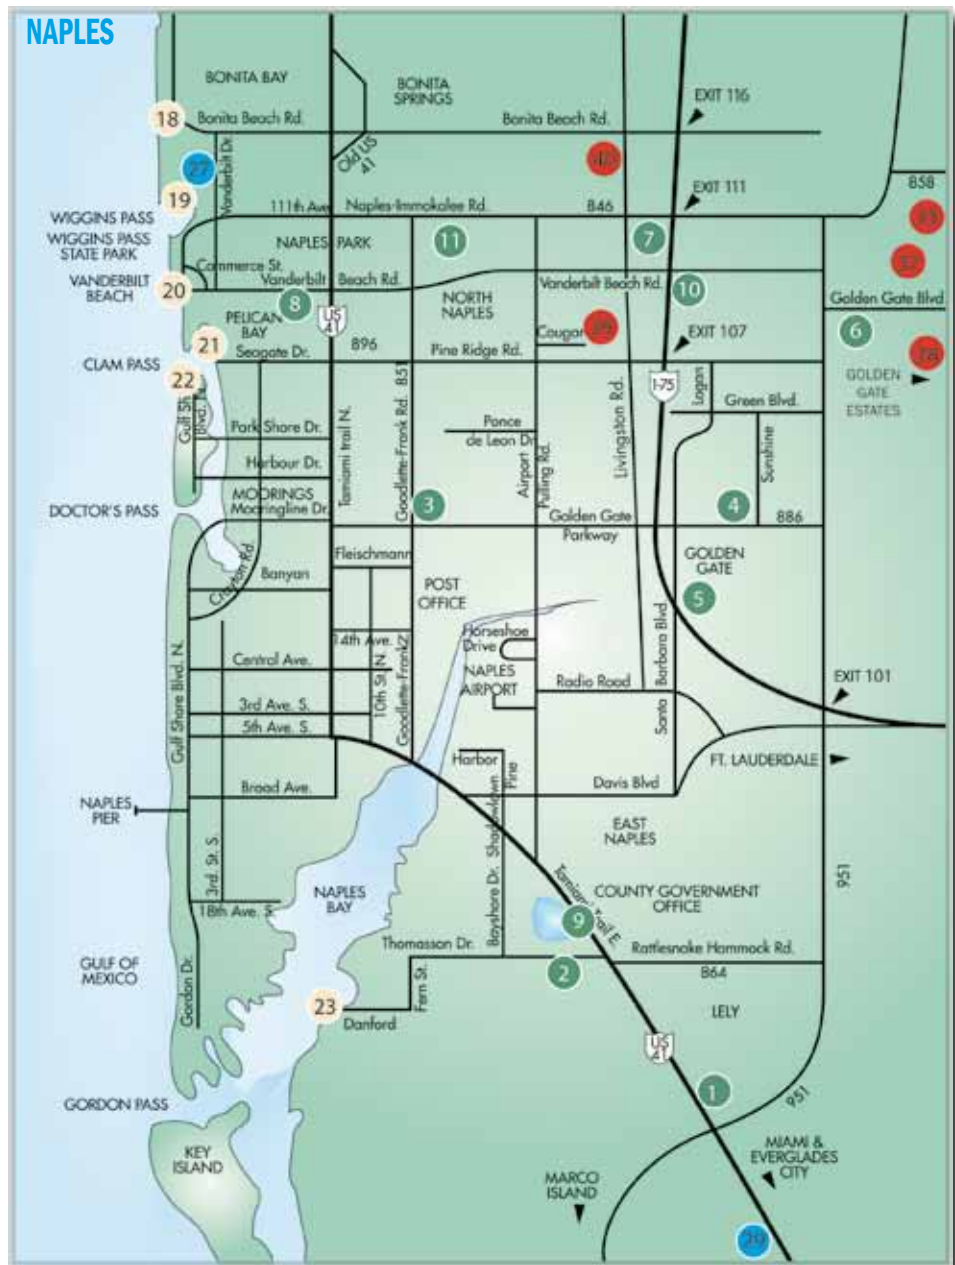 NAPLES
BONITA BAY
BONITA
SPRINGS
EXIT 116
18
Bonita Beach Rd.
Bonita Beach Rd.
Vanderbilt Dr.
Old US
41
27
858
EXIT 111
19
WIGGINS PASS
111th Ave
Naples-Immokalee Rd.
846
WIGGINS PASS
STATE PARK
NAPLES PARK
11
7
Commerce St.
VANDERBILT
BEACH
20
Vanderbilt Beach Rd.
Vanderbilt Beach Rd.
10
8
NORTH
NAPLES
Golden Gate Blvd
US
41
PELICAN
BAY
Cougar
EXIT 107
6
21
Seagate Dr.
896
Pine Ridge Rd.
CLAM PASS
22
851
I-75
Logan
GOLDEN
GATE
ESTATES
Gulf Sh
Green Blvd.
Park Shore Dr.
Tamiami trail N.
Goodlette-Frank Rd.
Ponce
de Leon Dr
Airport
Pulling Rd.
Livingston Rd.
Sunshine
Harbour Dr.
MOORINGS
Mooringline Dr.
DOCTOR'S PASS
3
4
Golden Gate
Parkway
886
Fleischmann
GOLDEN
GATE
Crayton Rd.
Banyan
POST
OFFICE
5
14th Ave.
Horseshoe
Drive
Santa Barbara Blvd
Central Ave.
10th St. N.
Goodlette-Frank
NAPLES
AIRPORT
Radio Road
EXIT 101
Gulf Shore Blvd. N.
3rd Ave. S.
5th Ave. S.
Harbor
Pine
FT. LAUDERDALE
Broad Ave.
Davis Blvd
NAPLES
PIER
EAST
NAPLES
Shadowlawn
3rd. St. S.
951
NAPLES
BAY
Tamiami Trail E.
COUNTY GOVERNMENT
OFFICE
18th Ave. S.
Bayshore Dr.
9
Thomasson Dr.
Rattlesnake Hammock Rd.
GULF OF
MEXICO
2
864
Gordon Dr.
Fern St.
23
Danford
LELY
US
41
GORDON PASS
1
951
KEY
ISLAND
MIAMI &
EVERGLADES
CITY
MARCO
ISLAND
29